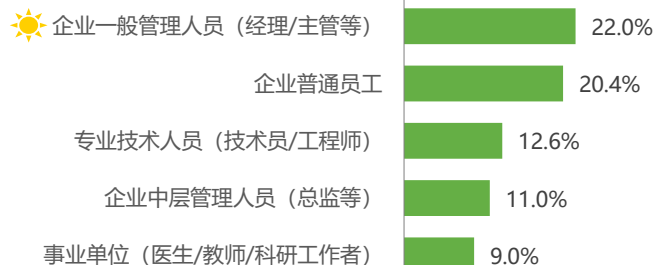 企业一般管理人员（经理/主管等） 22.0%
企业普通员工 20.4%
专业技术人员（技术员/工程师） 12.6%
企业中层管理人员（总监等） 11.0%
事业单位（医生/教师/科研工作者） 9.0%